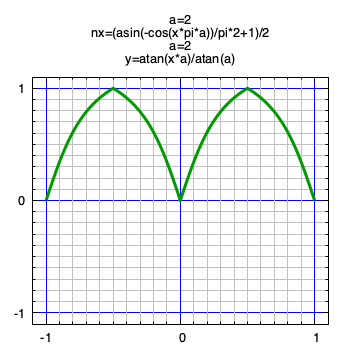 a=2
nx=(asin(-cos(x*pi*a))/pi*2+1)/2
a=2
y=atan(x*a)/atan(a)
1
0
-1
-1
0
1